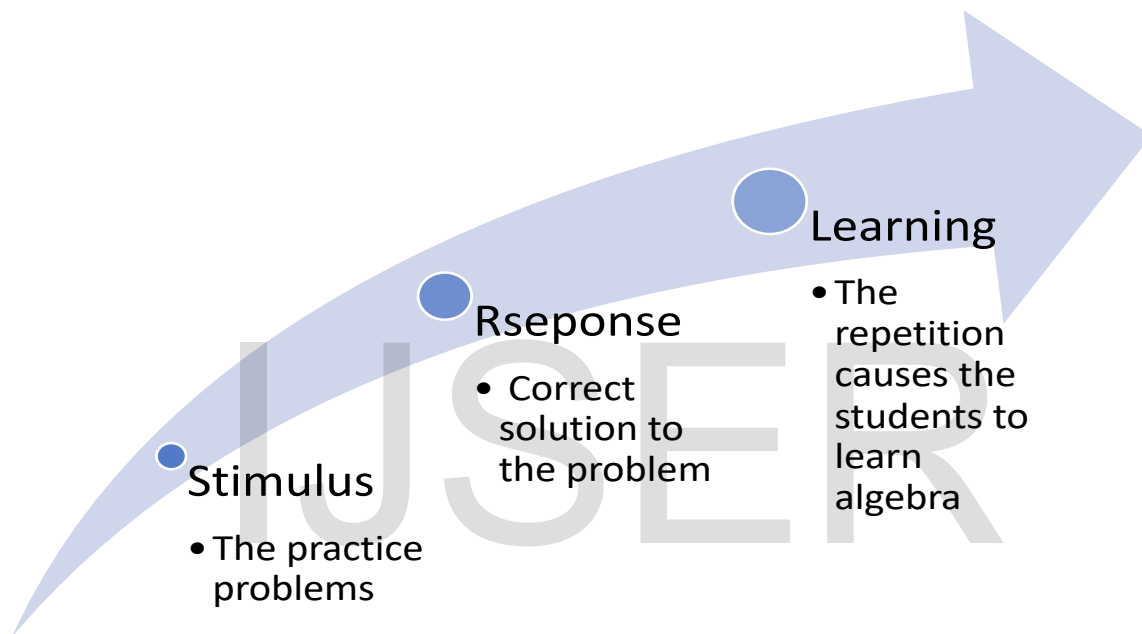 Stimulus
• The practice
problems
Rseponse
• Correct
solution to
the problem
Learning
• The
repetition
causes the
students to
learn
algebra
IJSER